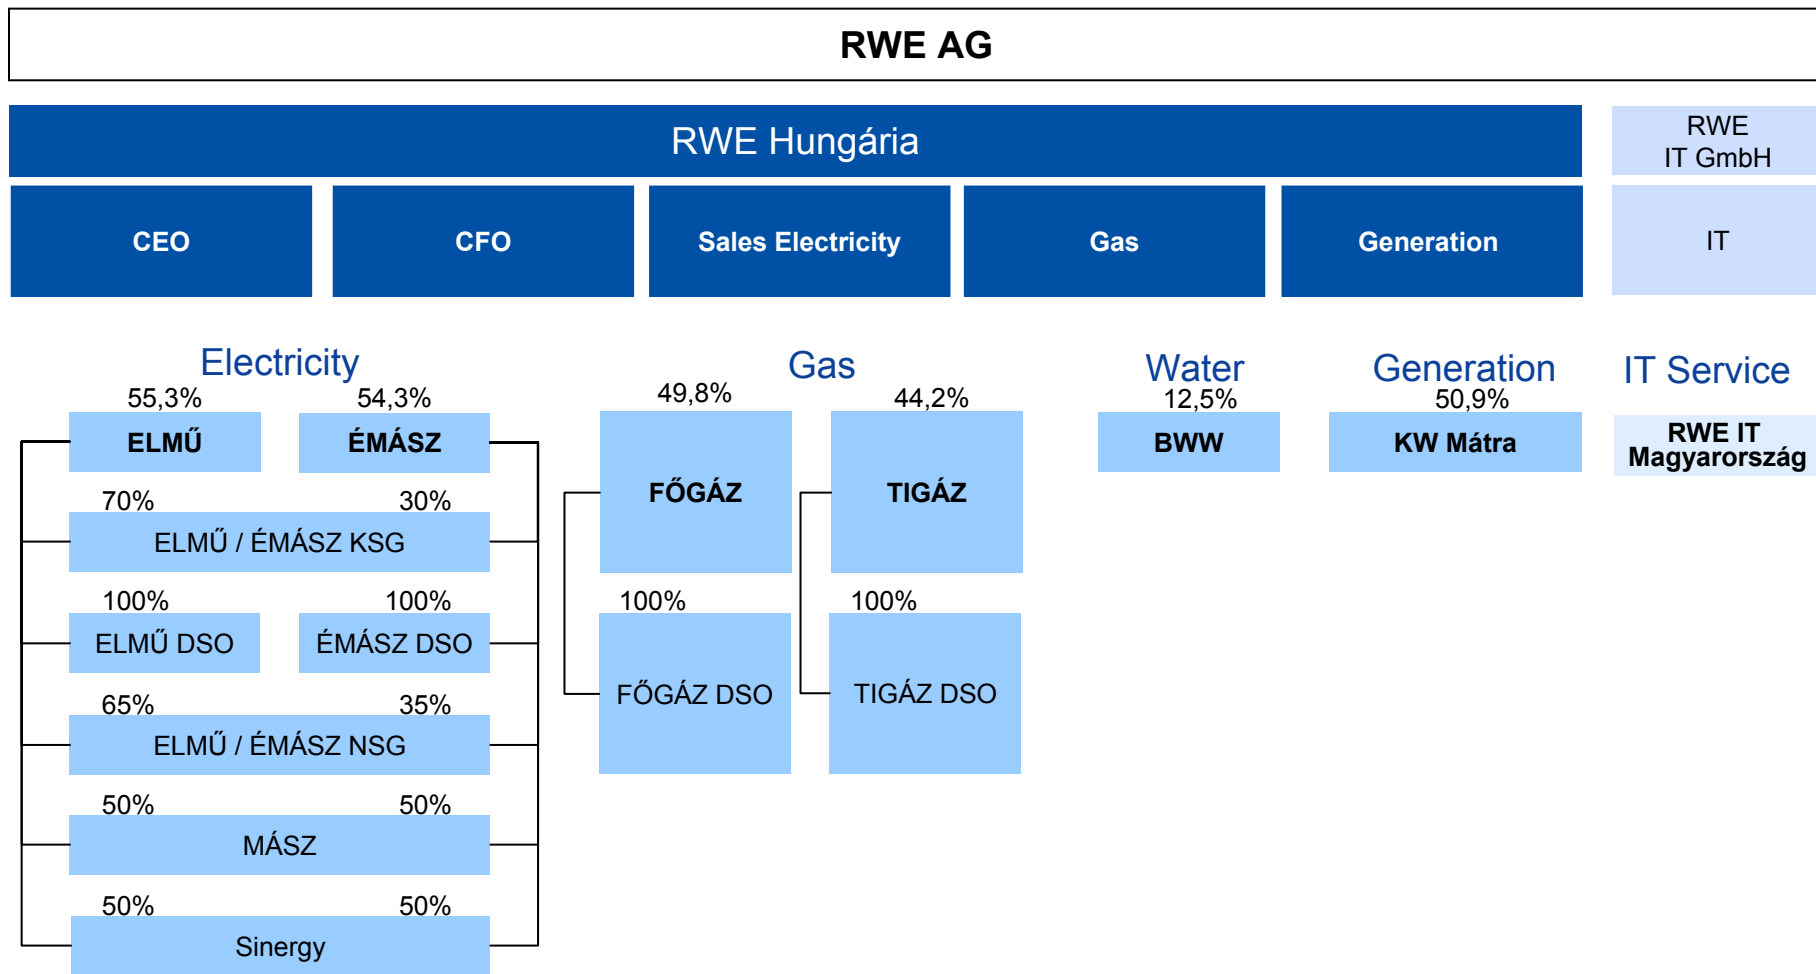 RWE AG
RWE Hungária
RWE
IT GmbH
CEO
CFO
Sales Electricity
Gas
Generation
IT
Electricity
Gas
Water
Generation
IT Service
55,3%
54,3%
49,8%
44,2%
12,5%
50,9%
ELMŰ
ÉMÁSZ
FŐGÁZ
TIGÁZ
BWW
KW Mátra
RWE IT
Magyarország
70%
30%
ELMŰ / ÉMÁSZ KSG
100%
100%
100%
100%
ELMŰ DSO
ÉMÁSZ DSO
FŐGÁZ DSO
TIGÁZ DSO
65%
35%
ELMŰ / ÉMÁSZ NSG
50%
50%
MÁSZ
50%
50%
Sinergy